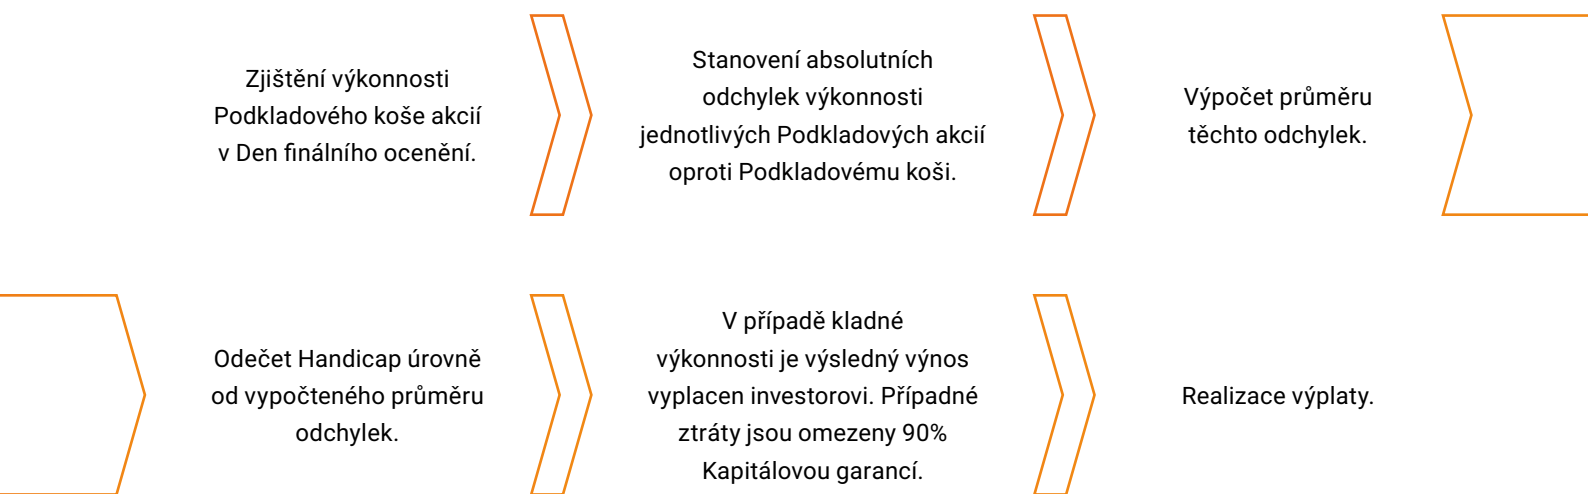 Zjištění výkonnosti
Podkladového koše akcií
v Den finálního ocenění.
Stanovení absolutních
odchylek výkonnosti
jednotlivých Podkladových akcií
oproti Podkladovému koši.
Výpočet průměru
těchto odchylek.
Odečet Handicap úrovně
od vypočteného průměru
odchylek.
V případě kladné
výkonnosti je výsledný výnos
vyplacen investorovi. Případné
ztráty jsou omezeny 90%
Kapitálovou garancí.
Realizace výplaty.